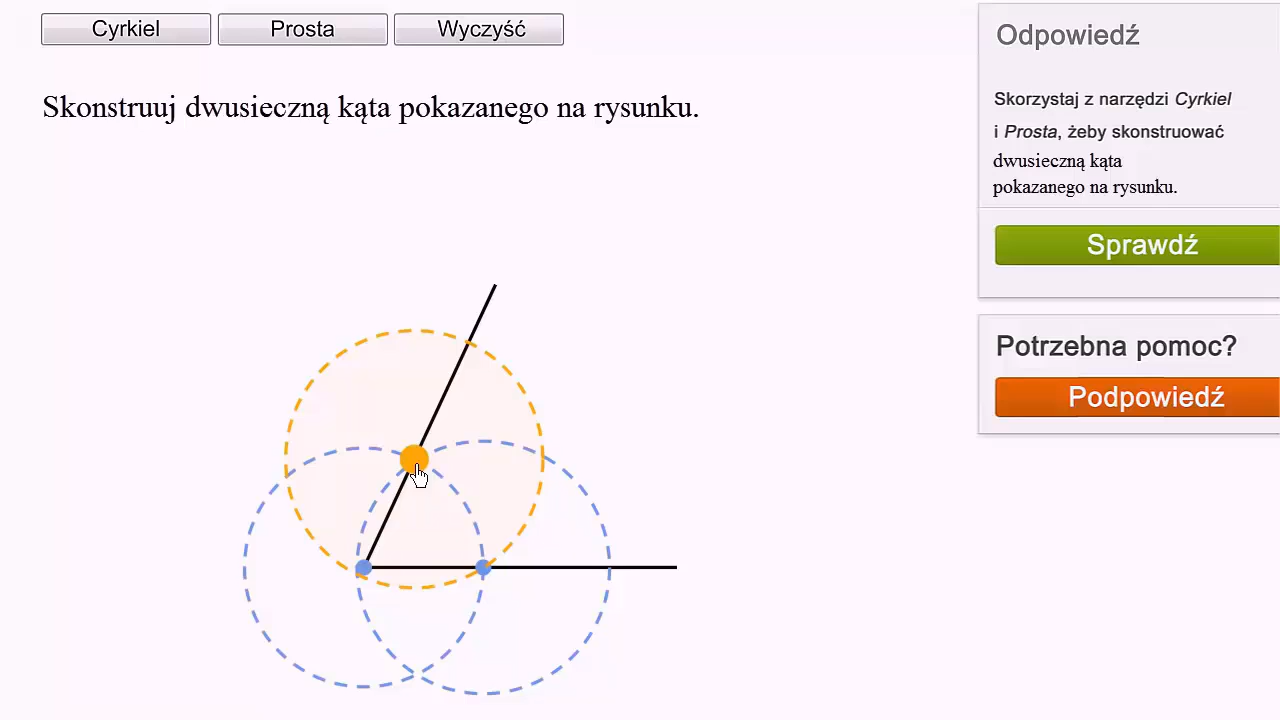 Cyrkiel
Prosta
Wyczyść
Skonstruuj dwusieczną kąta pokazanego na rysunku.
Odpowiedź
Skorzystaj z narzędzi Cyrkiel
i Prosta, żeby skonstruować
dwusieczną kąta
pokazanego na rysunku.
Sprawdź
Potrzebna pomoc?
Podpowiedź